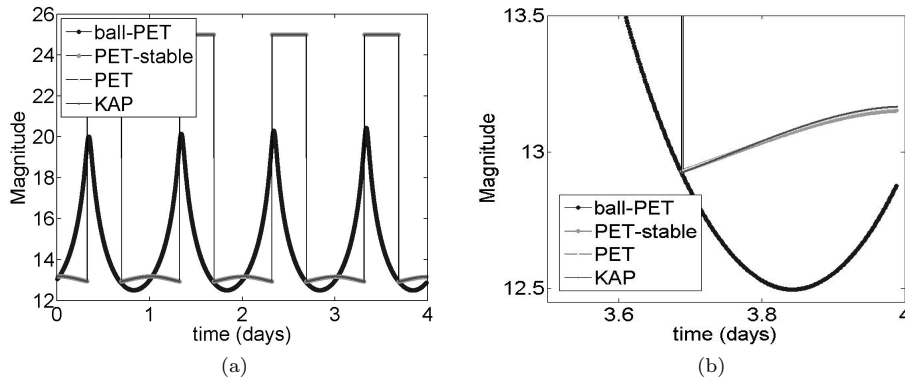 26
24
22
20
18
16
14
12
Magnitude
0
1
2
3
4
time (days)
ball-PET
PET-stable
PET
KAP
(a)
13.5
13
12.5
Magnitude
3.6
3.8
4
time (days)
ball-PET
PET-stable
PET
KAP
(b)